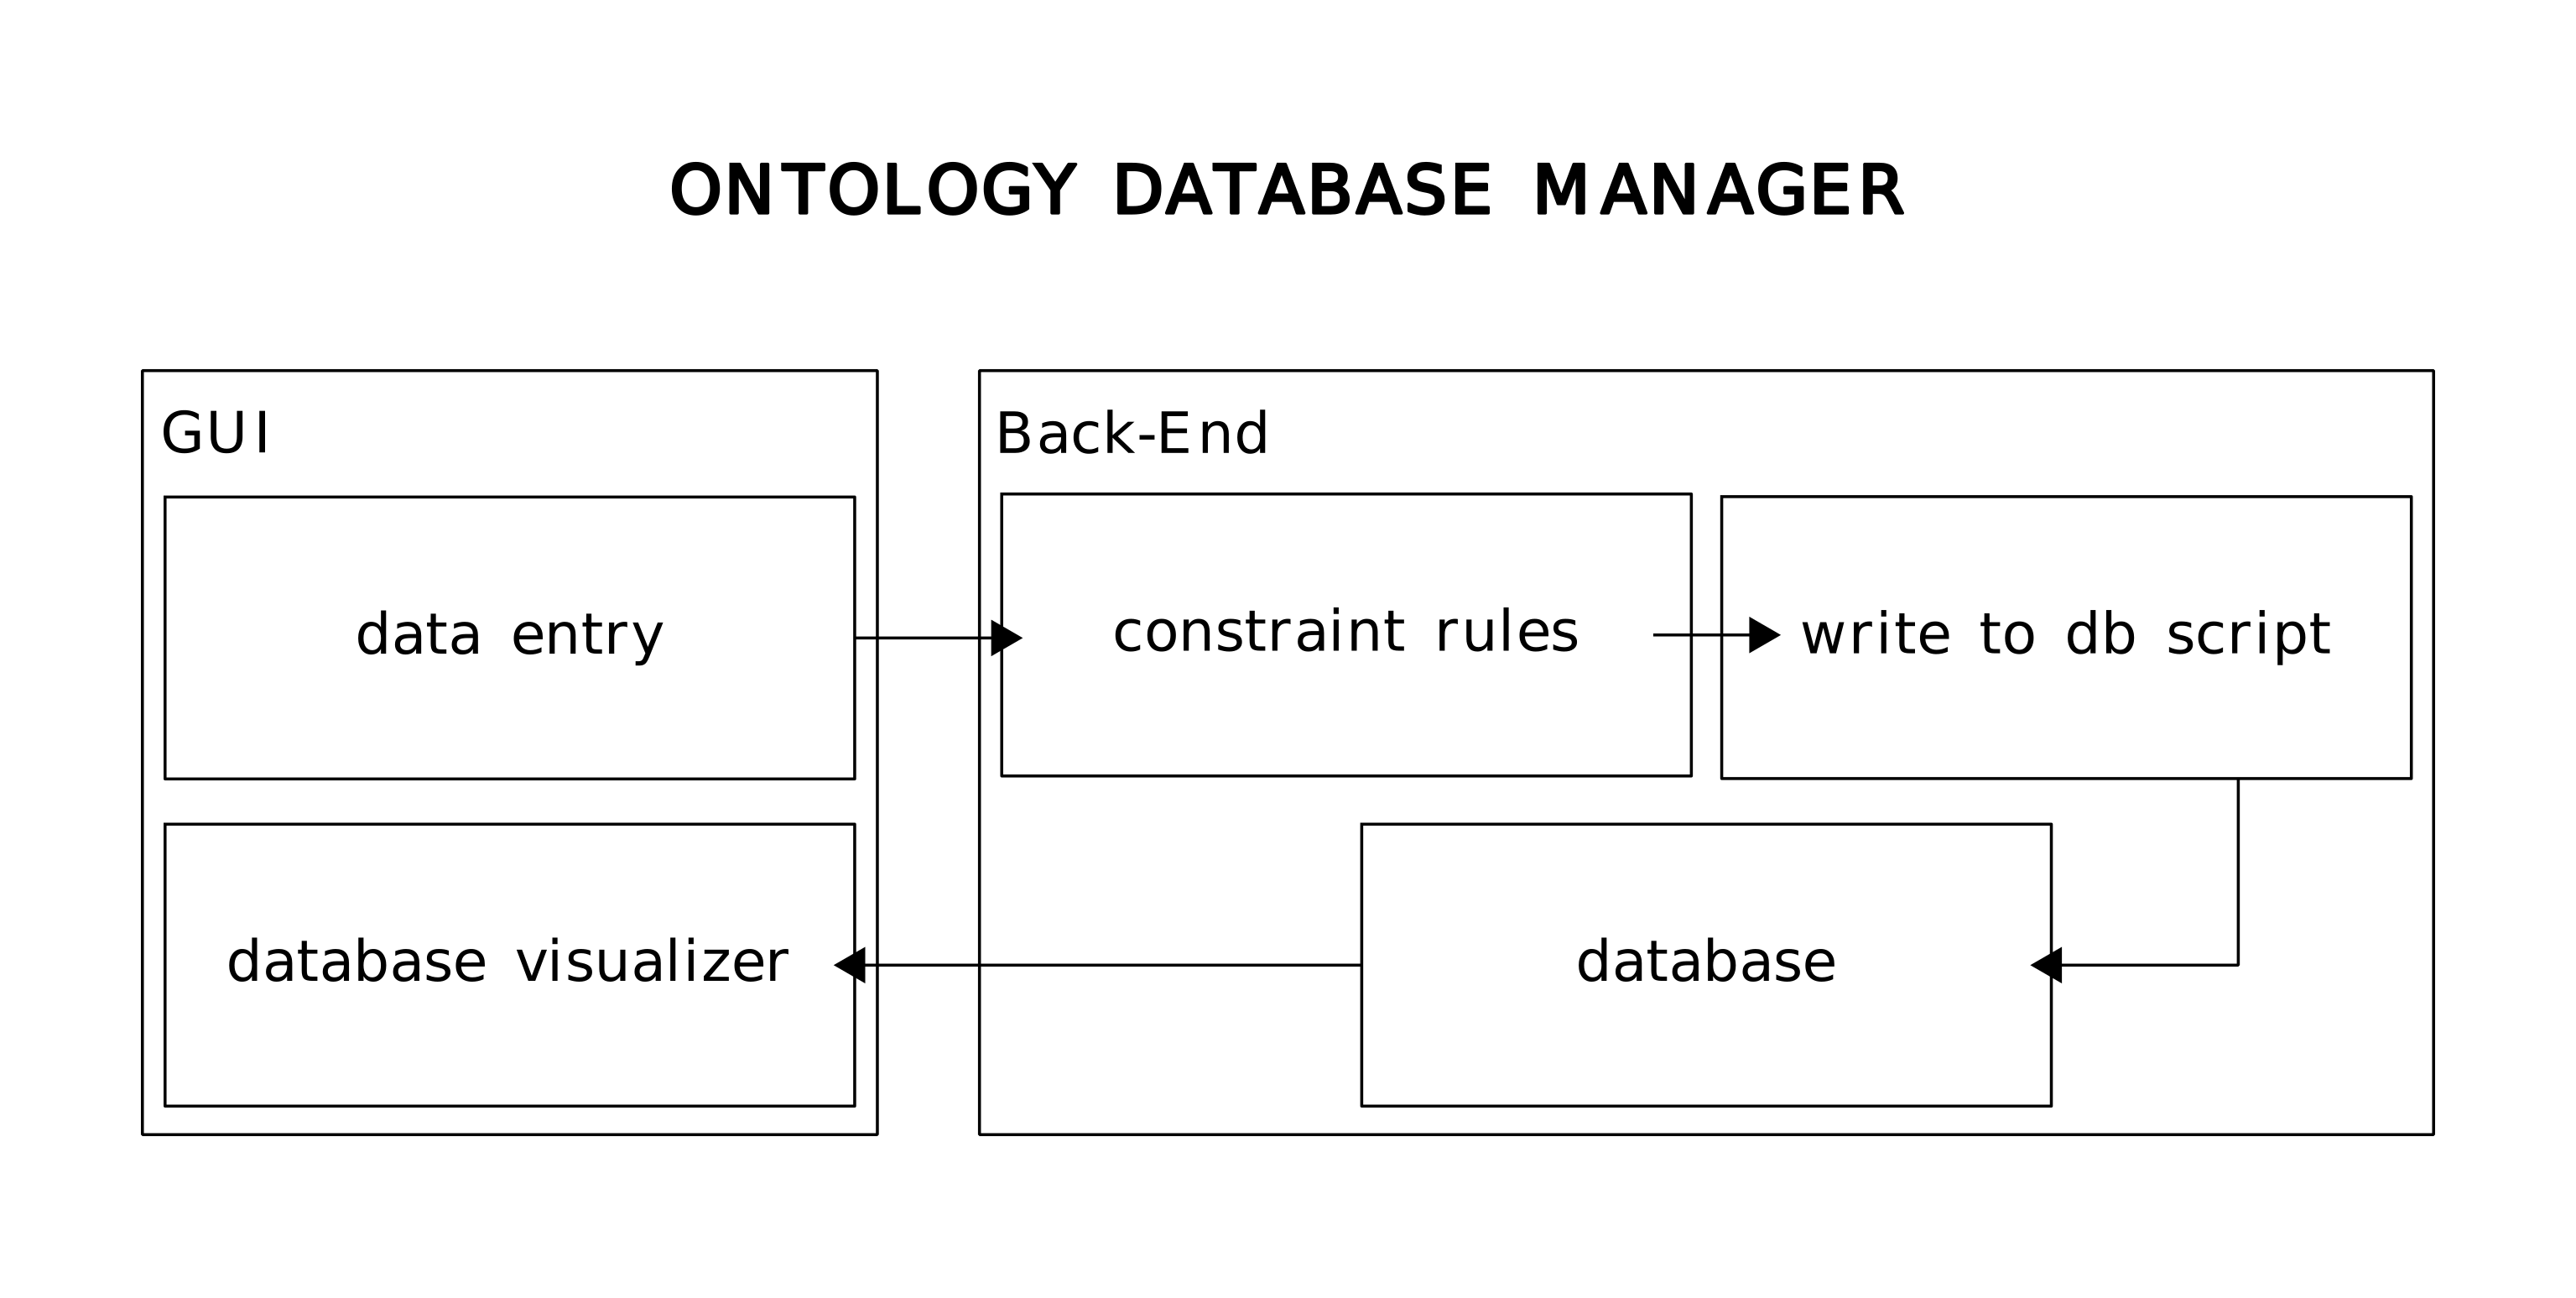 ONTOLOGY DATABASE MANAGER
GUI
data entry
database visualizer
Back-End
constraint rules
write to db script
database